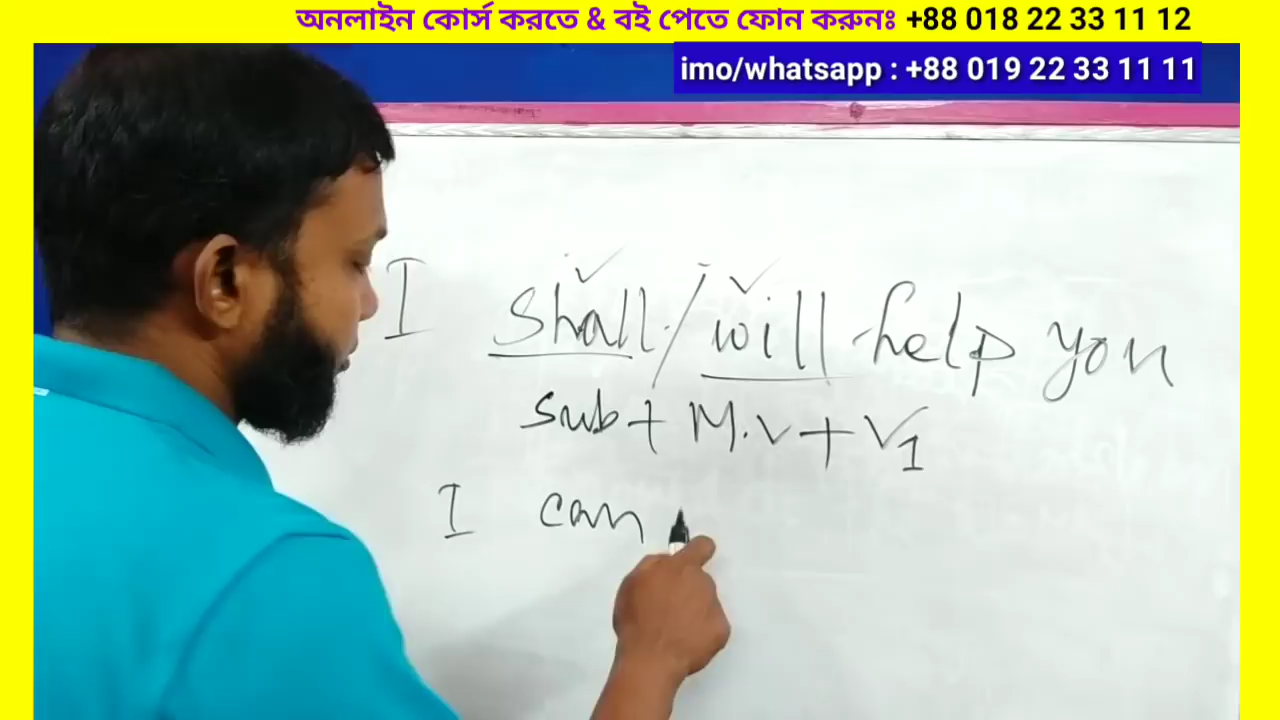 অনলাইন কোর্স করতে & বই পেতে ফোন করুনঃ +88 018 22 33 11 12
imo/whatsapp : +88 019 22 33 11 11
I shall/will help you
sub + M.V + V1
I can